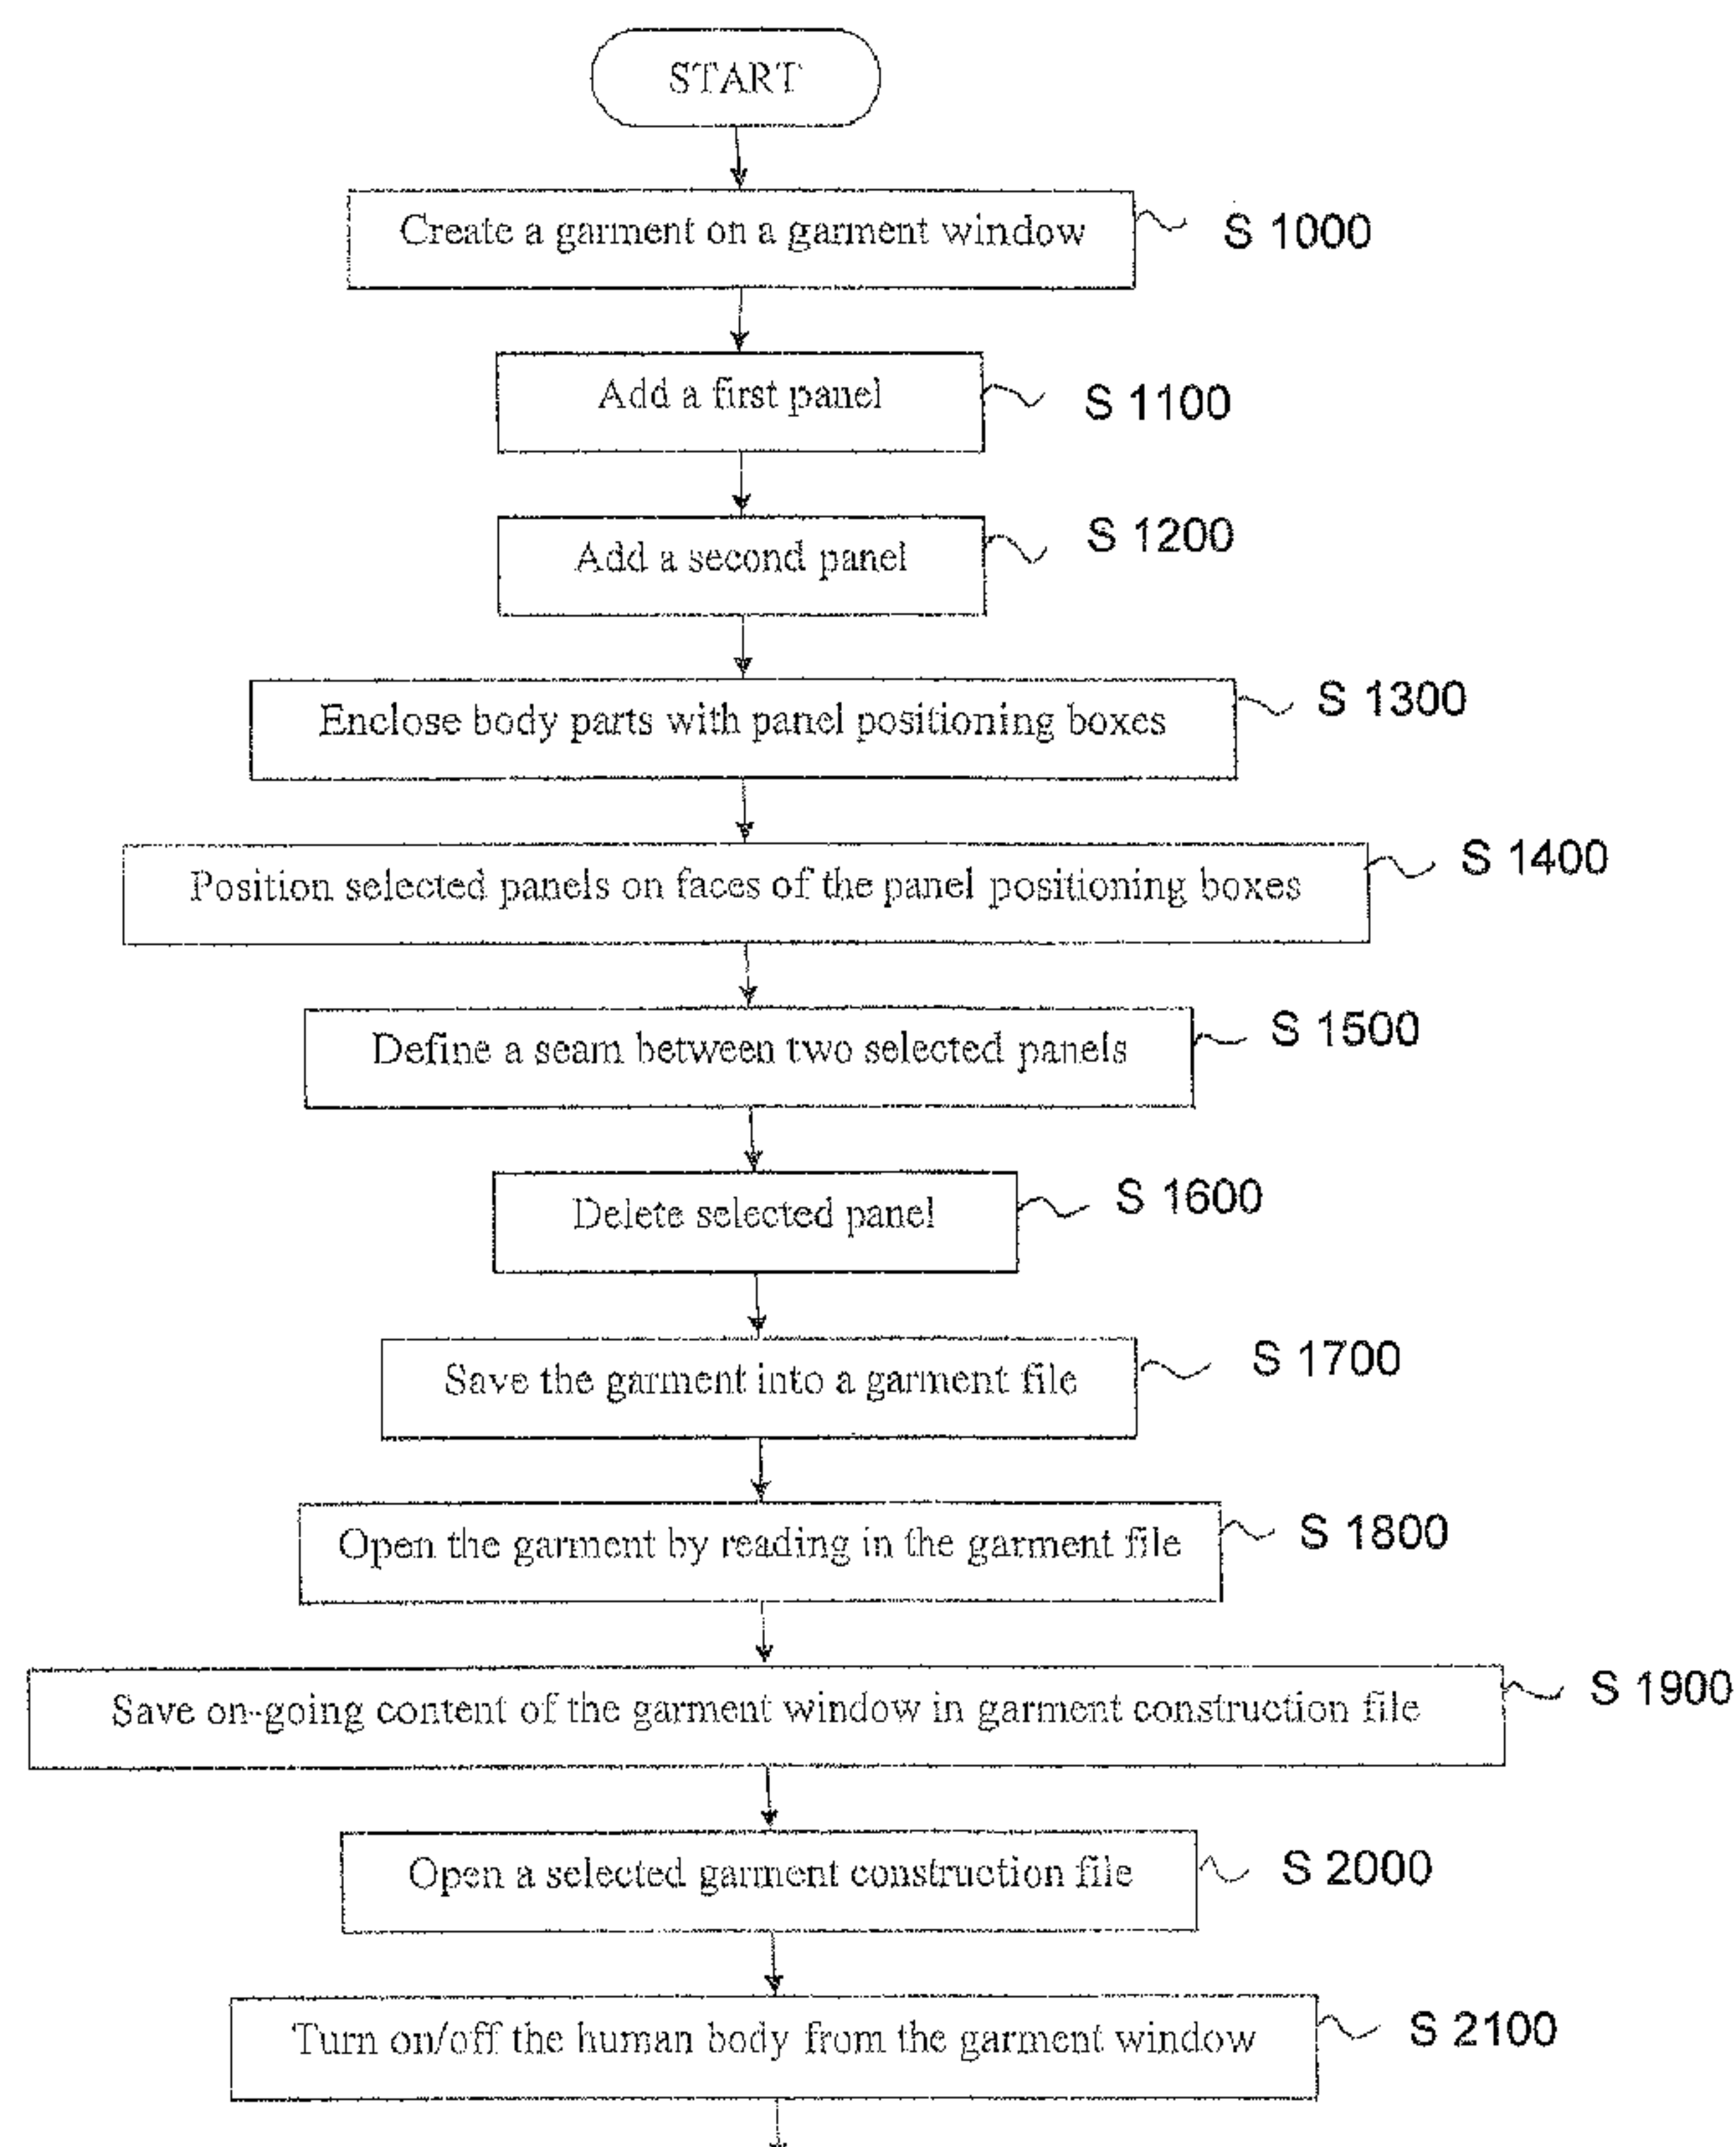 START
Create a garment on a garment window
S 1000
Add a first panel
S 1100
Add a second panel
S 1200
Enclose body parts with panel positioning boxes
S 1300
Position selected panels on faces of the panel positioning boxes
S 1400
Define a seam between two selected panels
S 1500
Delete selected panel
S 1600
Save the garment into a garment file
S 1700
Open the garment by reading in the garment file
S 1800
Save on-going content of the garment window in garment construction file
S 1900
Open a selected garment construction file
S 2000
Turn on/off the human body from the garment window
S 2100